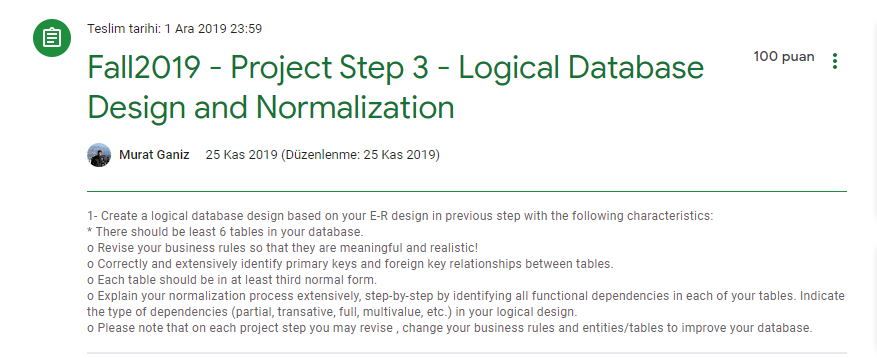 Teslim tarihi: 1 Ara 2019 23:59
Fall2019 - Project Step 3 - Logical Database
100 puan
Design and Normalization
Murat Ganiz 25 Kas 2019 (Düzenlenme: 25 Kas 2019)
1- Create a logical database design based on your E-R design in previous step with the following characteristics:
* There should be least 6 tables in your database.
o Revise your business rules so that they are meaningful and realistic!
o Correctly and extensively identify primary keys and foreign key relationships between tables.
o Each table should be in at least third normal form.
o Explain your normalization process extensively, step-by-step by identifying all functional dependencies in each of your tables. Indicate
the type of dependencies (partial, transative, full, multivalue, etc.) in your logical design.
o Please note that on each project step you may revise , change your business rules and entities/tables to improve your database.